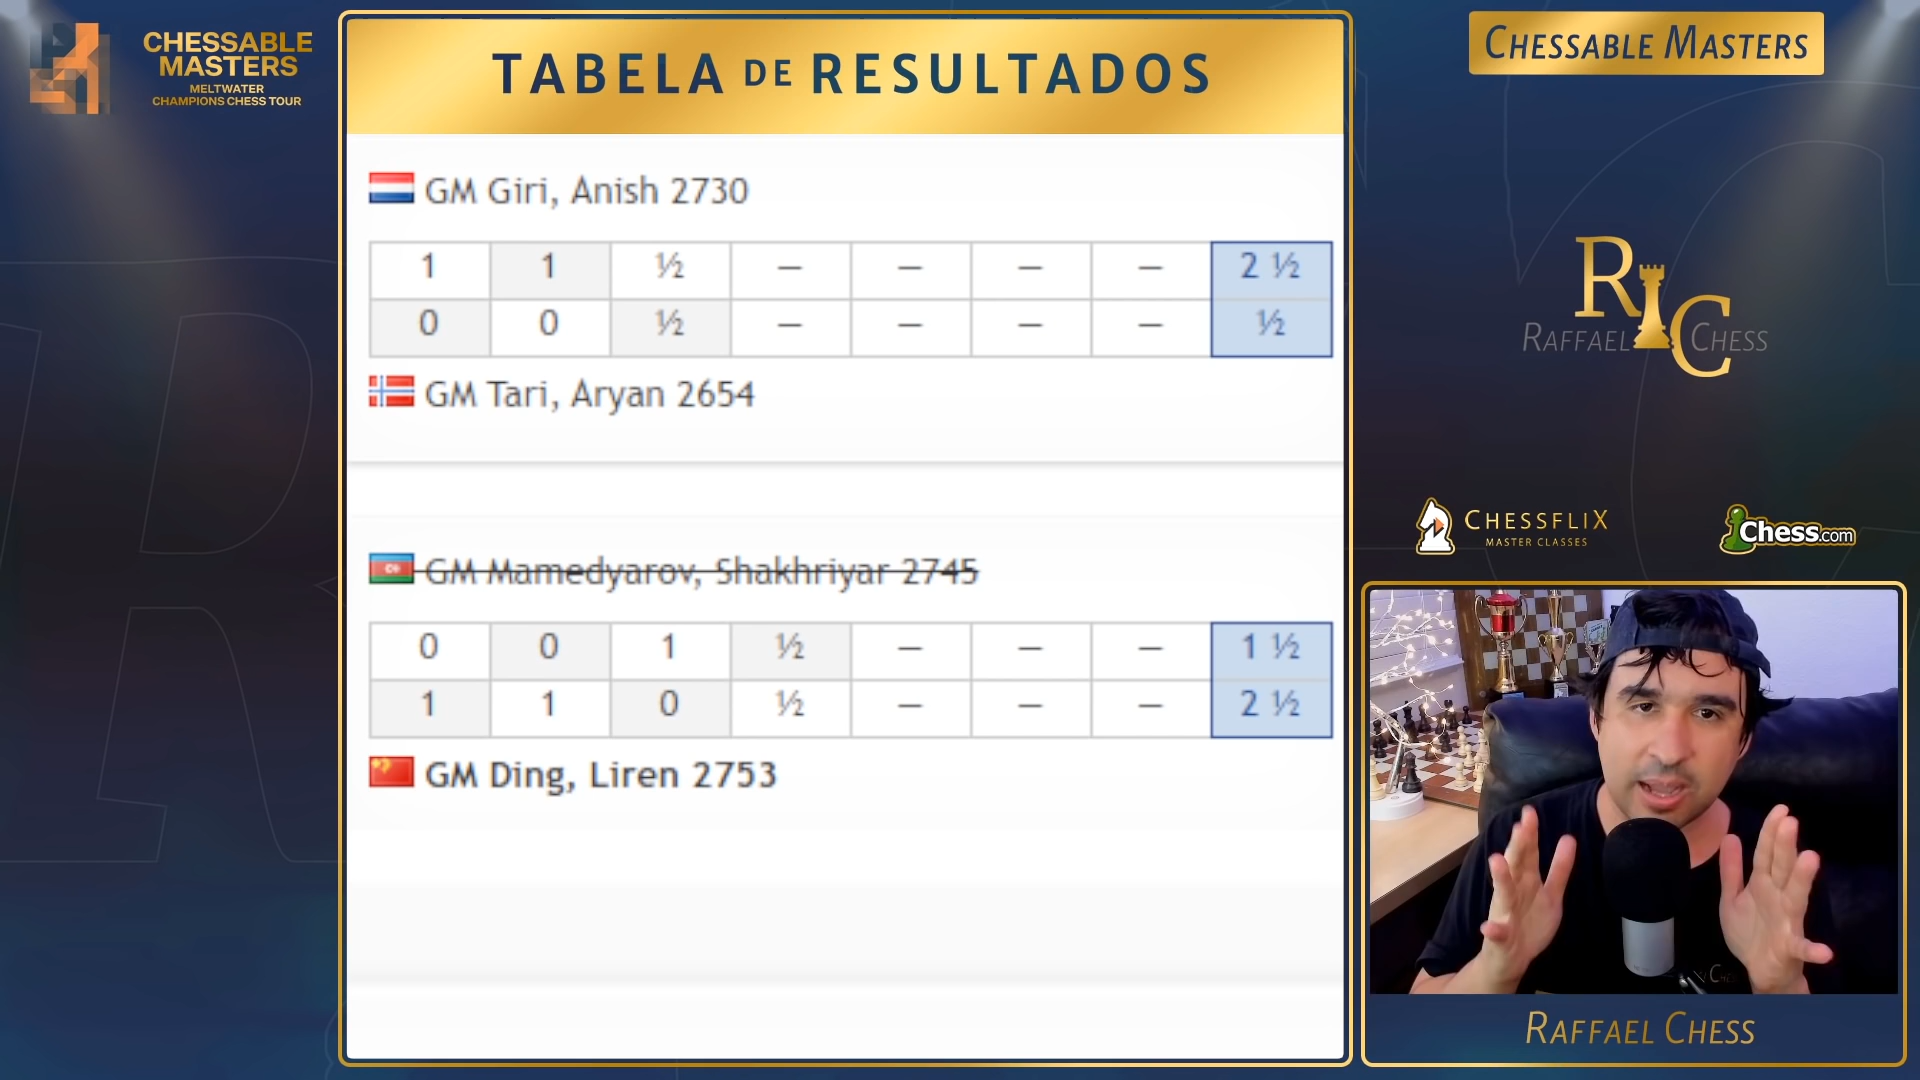 CHESSABLE
MASTERS
MELTWATER
CHAMPIONS CHESS TOUR
TABELA DE RESULTADOS
GM Giri, Anish 2730
1 1 ½ — — — — 2 ½
0 0 ½ — — — — ½
GM Tari, Aryan 2654
GM Mamedyarov, Shakhriyar 2745
0 0 1 ½ — — — 1 ½
1 1 0 ½ — — — 2 ½
GM Ding, Liren 2753
CHESSABLE MASTERS
RC
RAFFAEL CHESS
CHESSFLIX
MASTER CLASSES
Chess.com
RAFFAEL CHESS